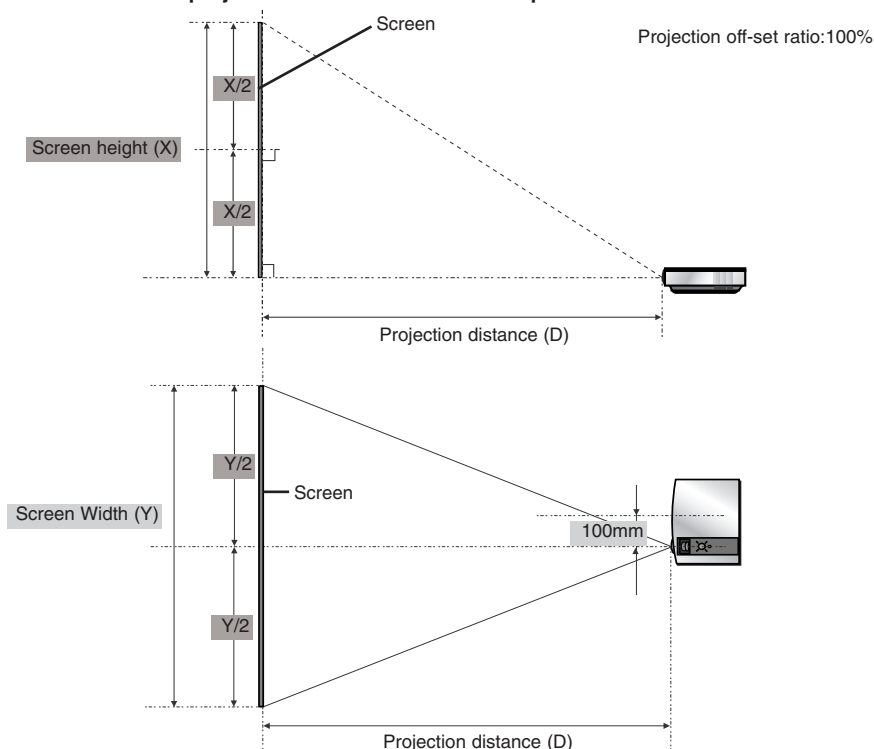 Screen
Projection off-set ratio:100%
X/2
Screen height (X)
X/2
Projection distance (D)
Y/2
Screen
Screen Width (Y)
100mm
Y/2
Projection distance (D)